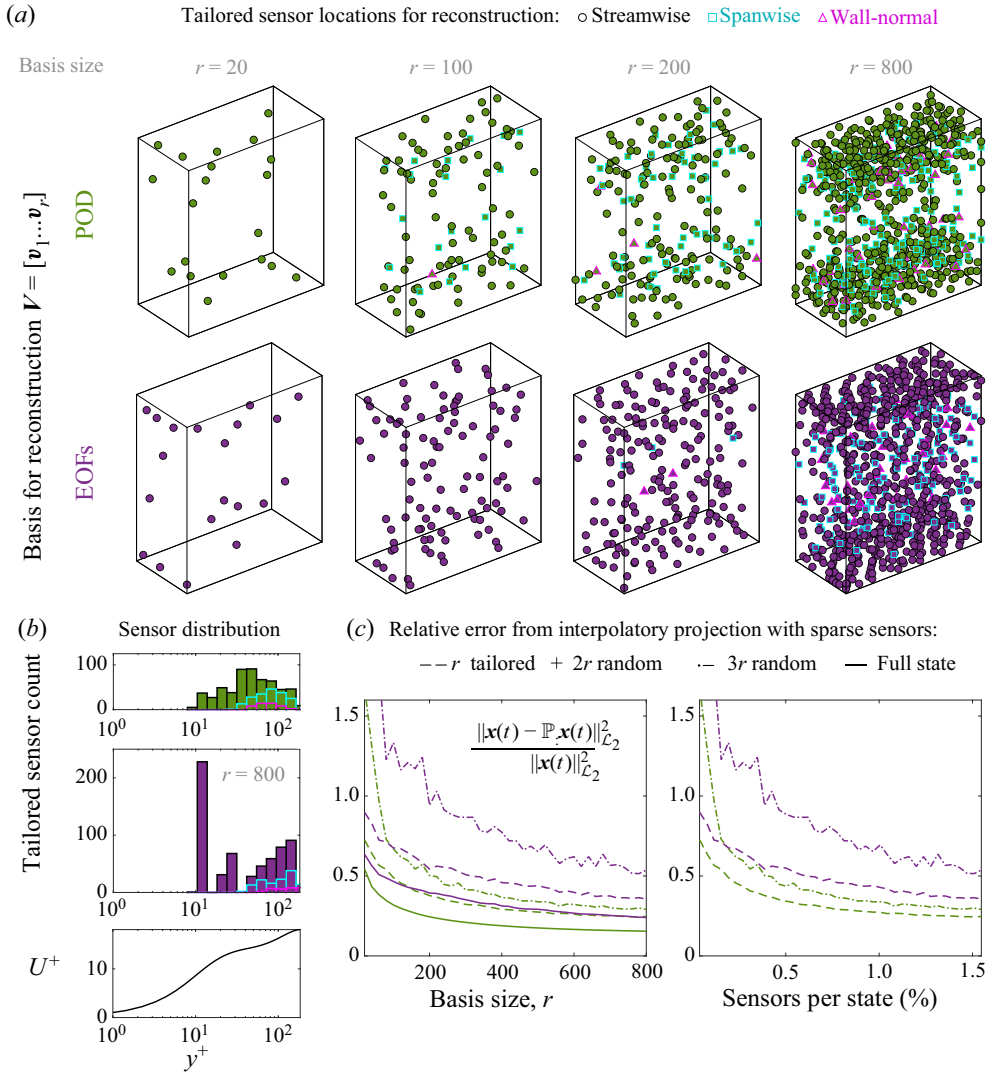 (a) Tailored sensor locations for reconstruction: Streamwise Spanwise Wall-normal
Basis size r = 20 r = 100 r = 200 r = 800
Basis for reconstruction V = [v₁...vᵣ]
POD
EOFs
(b) Sensor distribution
Tailored sensor count
100
0
10⁰ 10¹ 10²
r = 800
200
100
0
10⁰ 10¹ 10²
U⁺
10
0
10⁰ 10¹ 10²
y⁺
(c) Relative error from interpolatory projection with sparse sensors:
r tailored + 2r random 3r random Full state
‖x(t) − ℙ.x(t)‖²_ℒ₂
‖x(t)‖²_ℒ₂
1.5
1.0
0.5
0
200 400 600 800
Basis size, r
1.5
1.0
0.5
0
0.5 1.0 1.5
Sensors per state (%)